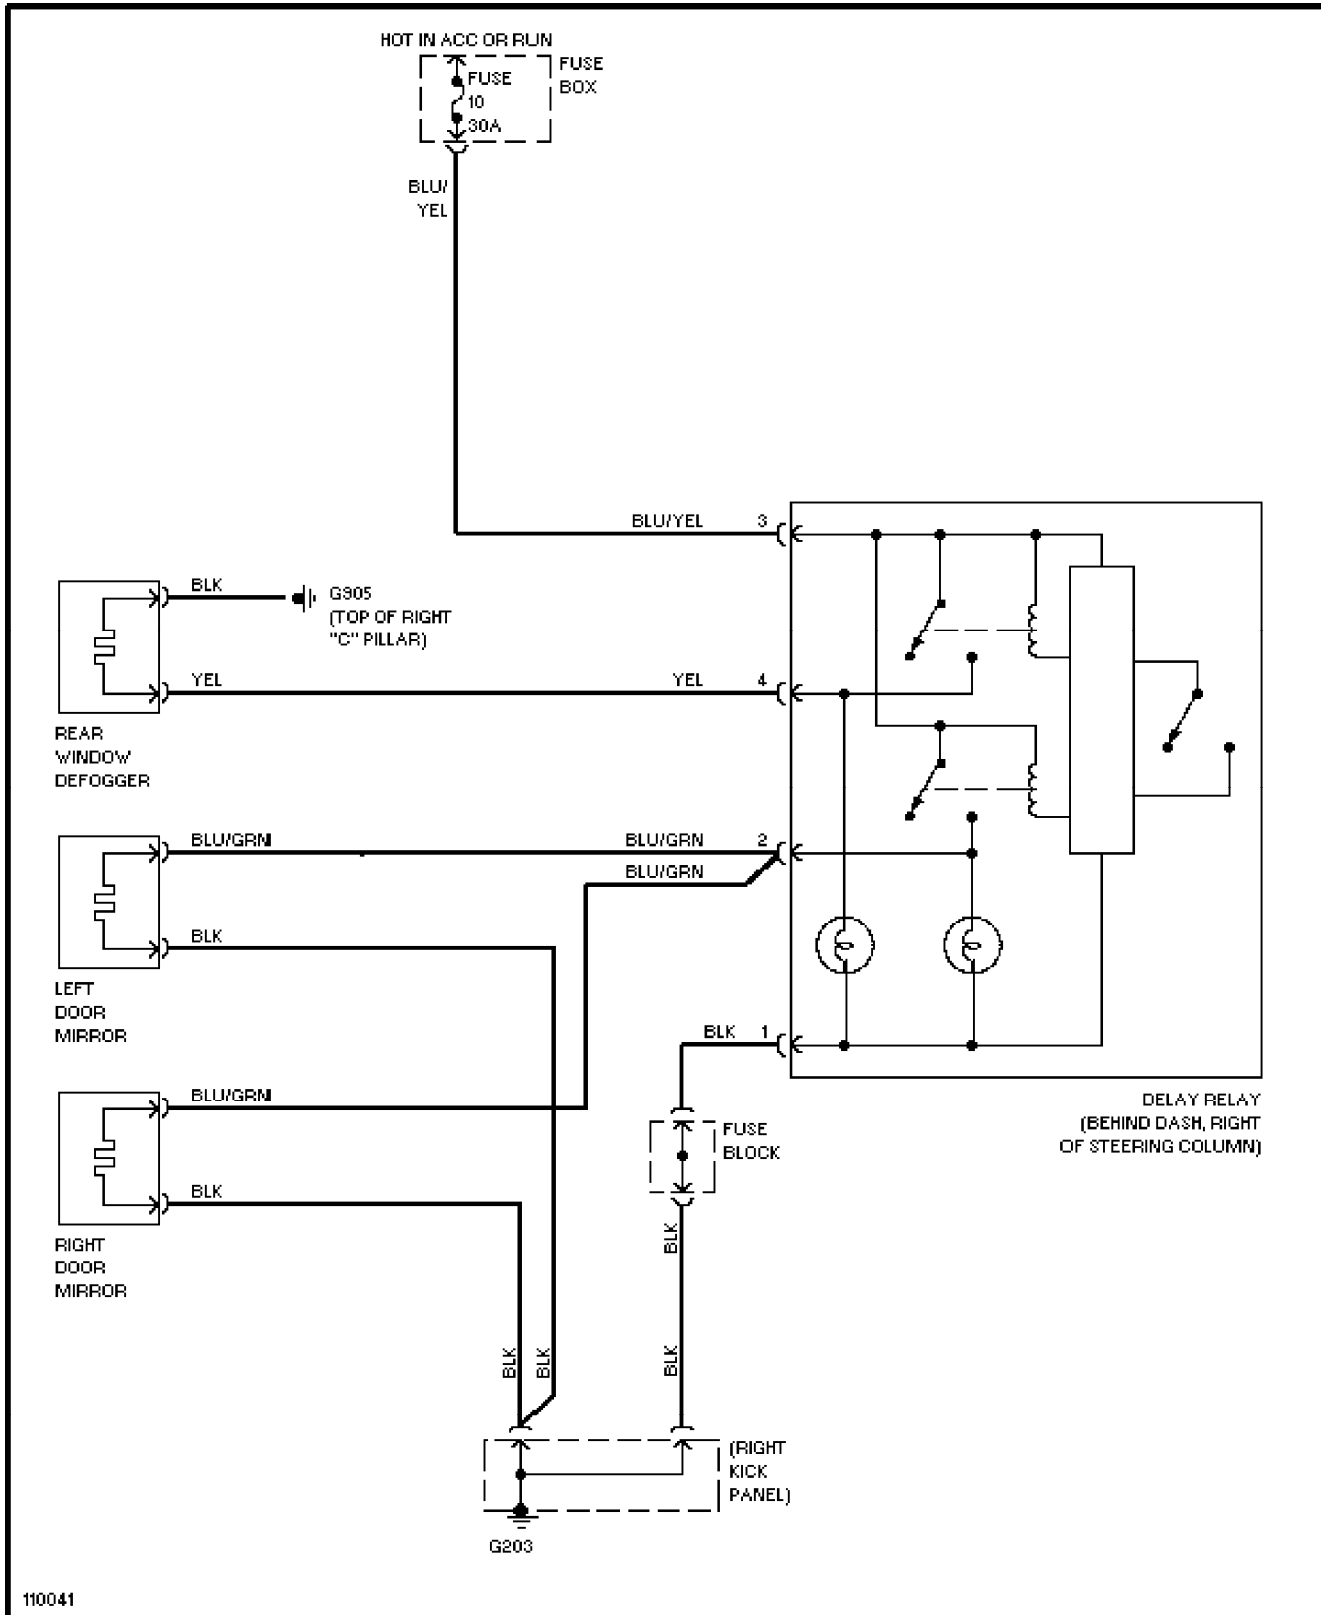 HOT IN ACC OR RUN
FUSE
BOX
FUSE
10
30A
BLU/
YEL
BLU/YEL 3
BLK
G905
(TOP OF RIGHT
"C" PILLAR)
YEL
YEL 4
REAR
WINDOW
DEFOGGER
BLU/GRN
BLU/GRN 2
BLU/GRN
BLK
LEFT
DOOR
MIRROR
BLK 1
BLU/GRN
DELAY RELAY
(BEHIND DASH, RIGHT
OF STEERING COLUMN)
FUSE
BLOCK
BLK
RIGHT
DOOR
MIRROR
BLK
BLK
BLK
BLK
(RIGHT
KICK
PANEL)
G203
110041